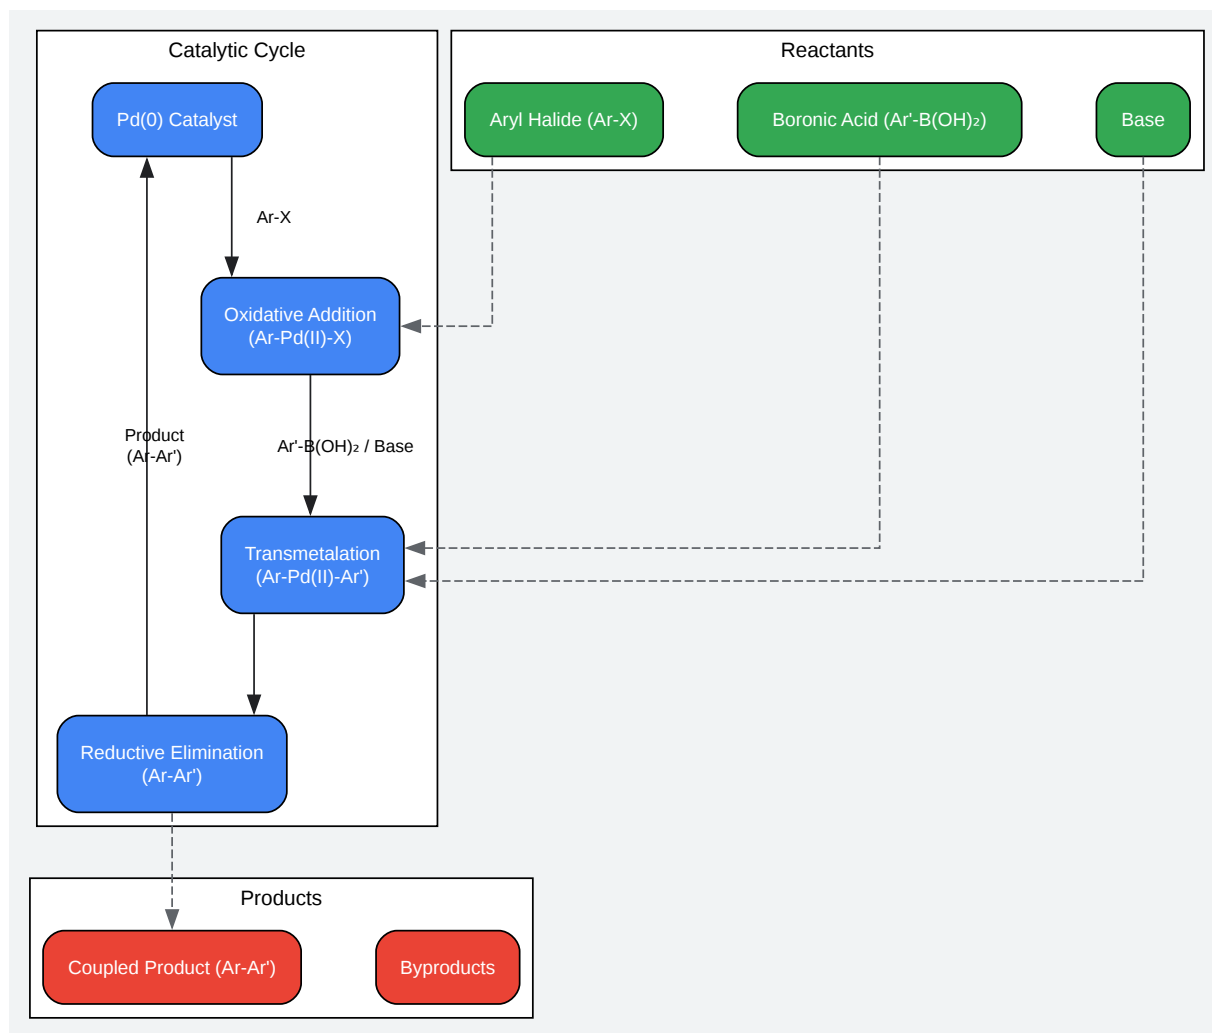 Catalytic Cycle
Pd(0) Catalyst
Ar-X
Oxidative Addition
(Ar-Pd(II)-X)
Product
(Ar-Ar')
Ar'-B(OH)₂ / Base
Transmetalation
(Ar-Pd(II)-Ar')
Reductive Elimination
(Ar-Ar')
Reactants
Aryl Halide (Ar-X)
Boronic Acid (Ar'-B(OH)₂)
Base
Products
Coupled Product (Ar-Ar')
Byproducts